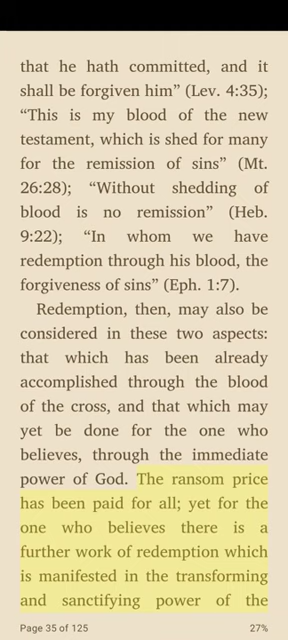 that he hath committed, and it
shall be forgiven him” (Lev. 4:35);
“This is my blood of the new
testament, which is shed for many
for the remission of sins” (Mt.
26:28); “Without shedding of
blood is no remission” (Heb.
9:22); “In whom we have
redemption through his blood, the
forgiveness of sins” (Eph. 1:7).
Redemption, then, may also be
considered in these two aspects:
that which has been already
accomplished through the blood
of the cross, and that which may
yet be done for the one who
believes, through the immediate
power of God. The ransom price
has been paid for all; yet for the
one who believes there is a
further work of redemption which
is manifested in the transforming
and sanctifying power of the
Page 35 of 125 27%